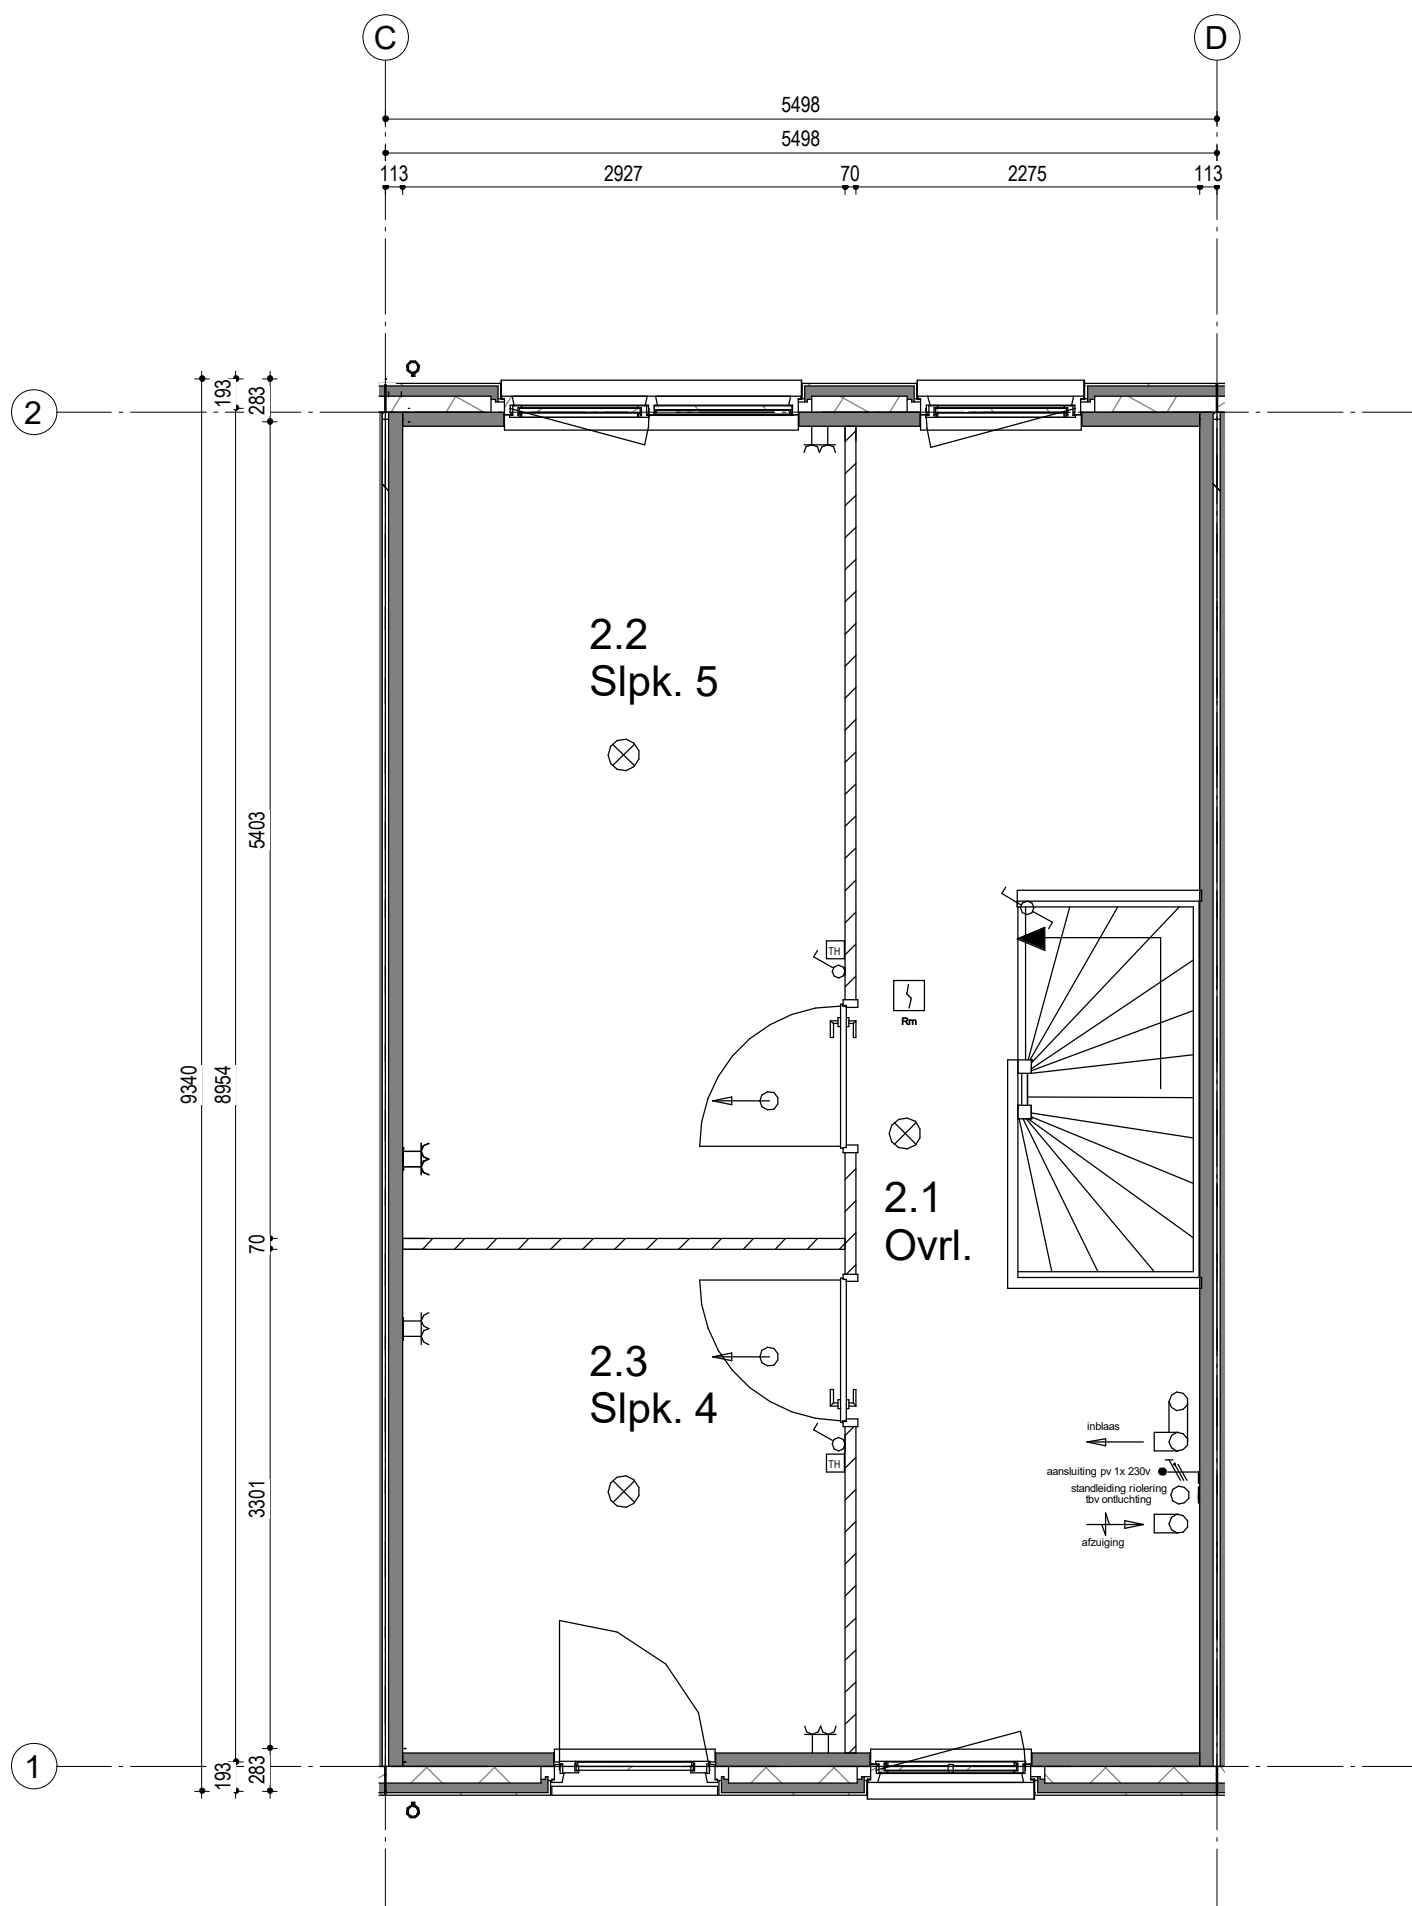 C
D
5498
5498
113
2927
70
2275
113
2
193
283
2.2
Slpk. 5
5403
TH
Rm
9340
8954
2.1
Ovrl.
70
2.3
Slpk. 4
inblaas
TH
aansluiting pv 1x 230v
standleiding riolering
tbv ontluchting
3301
afzuiging
1
193
283